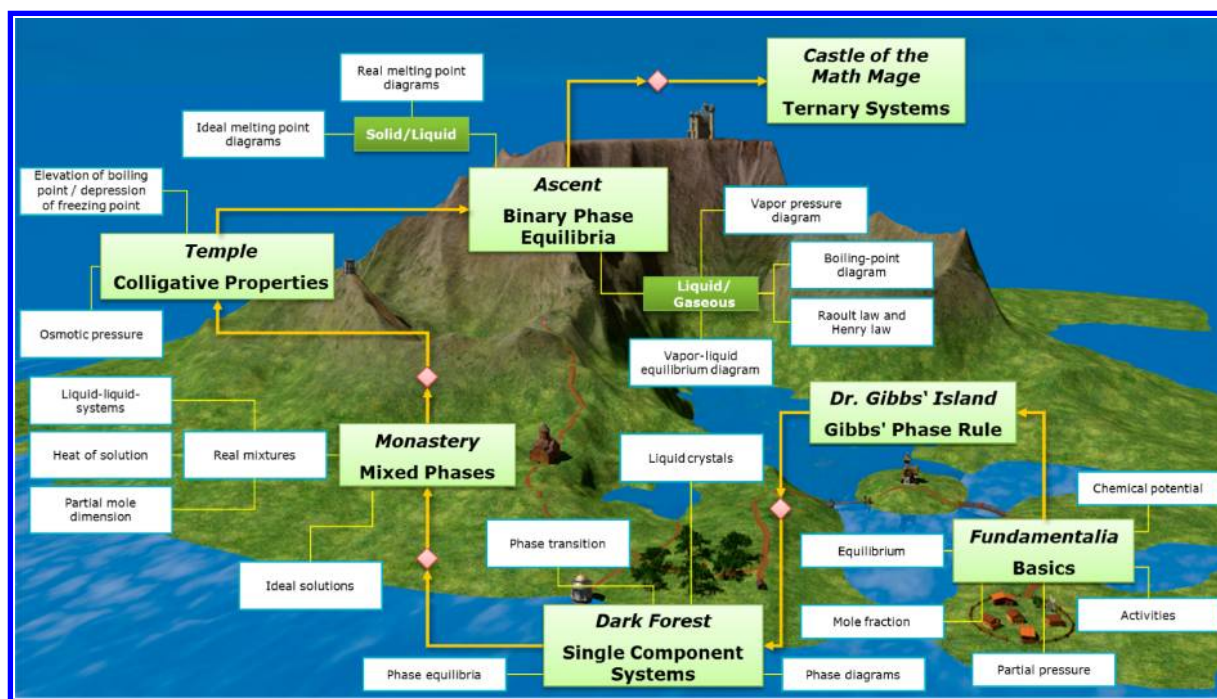 Castle of the
Math Mage
Ternary Systems
Real melting point
diagrams
Ideal melting point
diagrams
Solid/Liquid
Elevation of boiling
point / depression
of freezing point
Ascent
Binary Phase
Equilibria
Vapor pressure
diagram
Temple
Colligative Properties
Boiling-point
diagram
Liquid/
Gaseous
Raoult law and
Henry law
Osmotic pressure
Vapor-liquid
equilibrium diagram
Liquid-liquid-
systems
Dr. Gibbs' Island
Gibbs' Phase Rule
Monastery
Mixed Phases
Heat of solution
Real mixtures
Liquid crystals
Partial mole
dimension
Chemical potential
Phase transition
Equilibrium
Fundamentalia
Basics
Ideal solutions
Mole fraction
Activities
Dark Forest
Single Component
Systems
Phase equilibria
Phase diagrams
Partial pressure